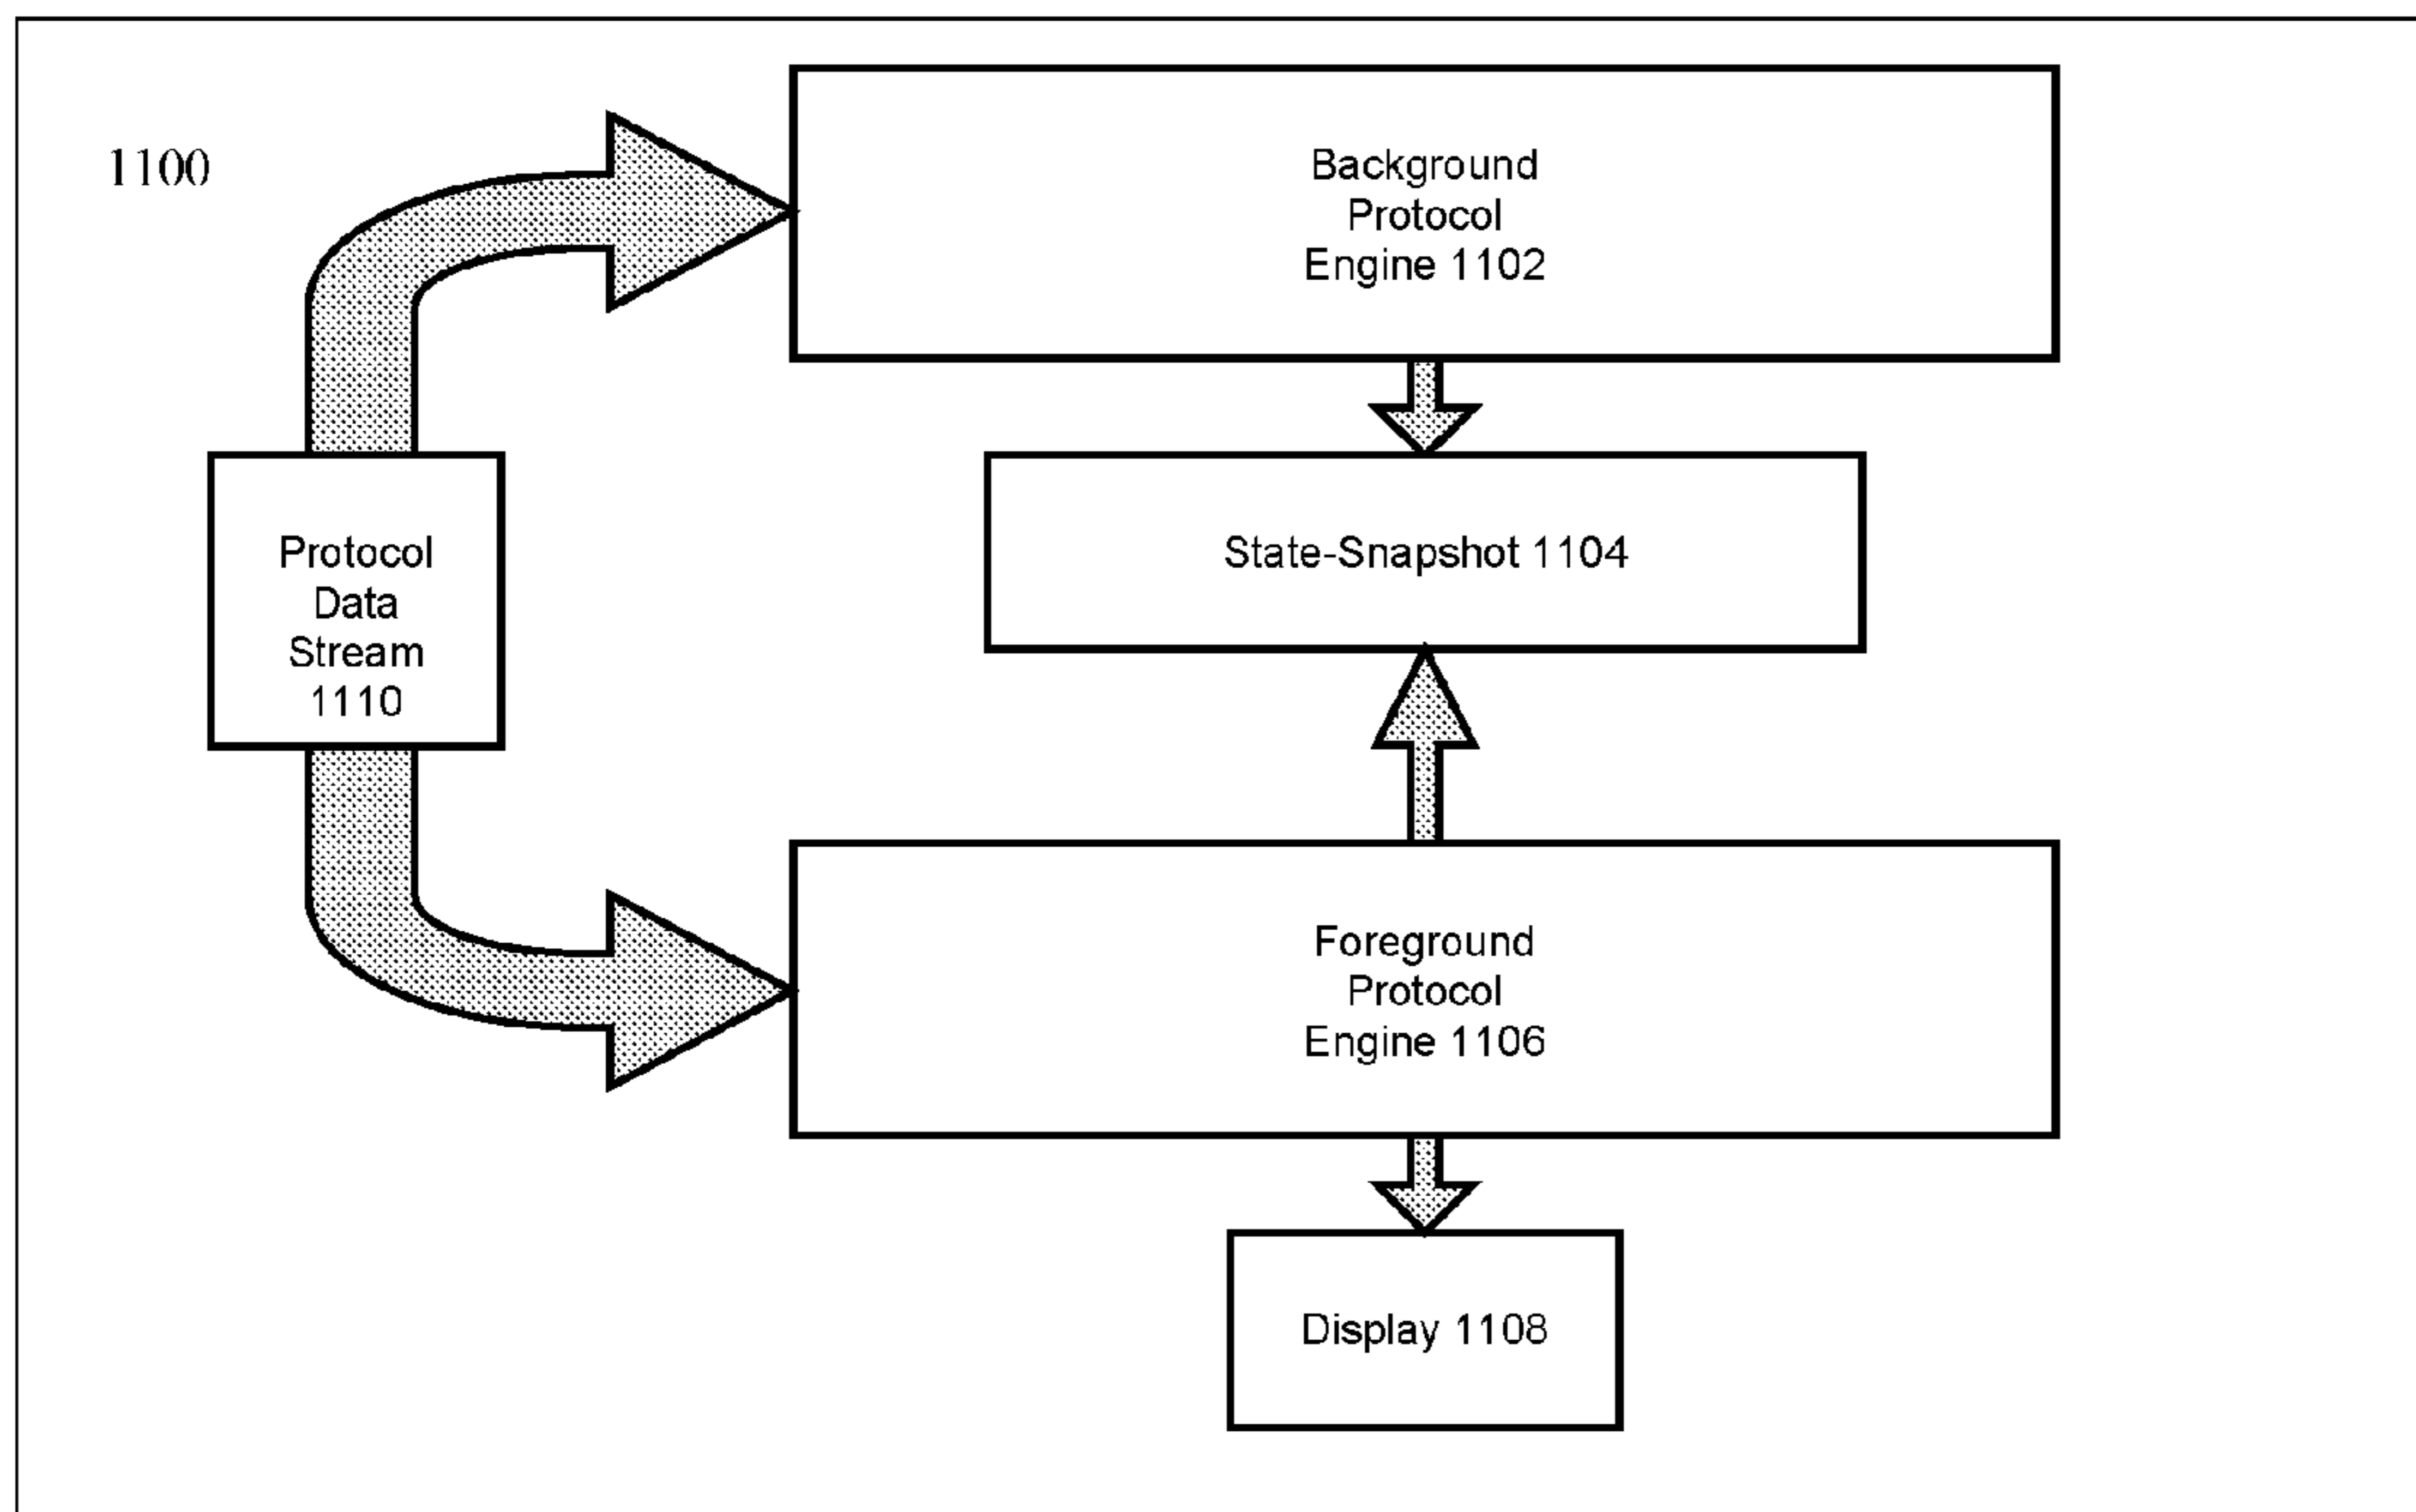 1100
Background
Protocol
Engine 1102
State-Snapshot 1104
Protocol
Data
Stream
1110
Foreground
Protocol
Engine 1106
Display 1108